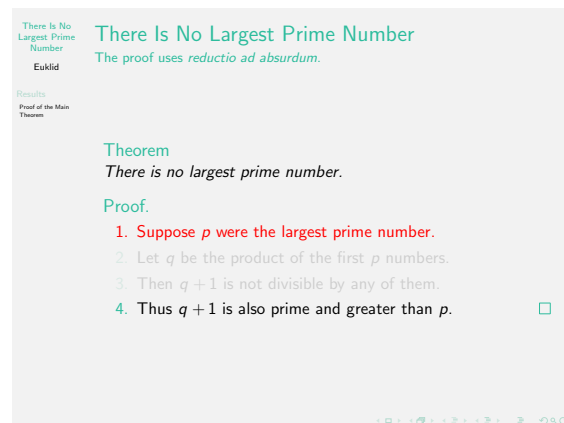 There Is No
Largest Prime
Number
Euklid
Results
Proof of the Main
Theorem
There Is No Largest Prime Number
The proof uses reductio ad absurdum.
Theorem
There is no largest prime number.
Proof.
1. Suppose p were the largest prime number.
2. Let q be the product of the first p numbers.
3. Then q + 1 is not divisible by any of them.
4. Thus q + 1 is also prime and greater than p.